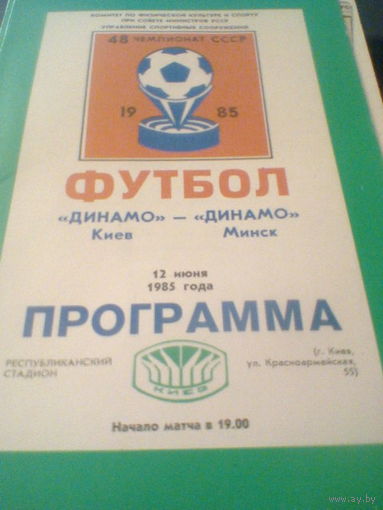 КОМИТЕТ ПО ФИЗИЧЕСКОЙ КУЛЬТУРЕ И СПОРТУ
ПРИ СОВЕТЕ МИНИСТРОВ УССР
УПРАВЛЕНИЕ СПОРТИВНЫХ СООРУЖЕНИЙ
48 ЧЕМПИОНАТ СССР
1985
ФУТБОЛ
«ДИНАМО» — «ДИНАМО»
Киев Минск
12 июня
1985 года
ПРОГРАММА
РЕСПУБЛИКАНСКИЙ
СТАДИОН
КИЕВ
(г. Киев,
ул. Красноармейская,
55)
Начало матча в 19.00
http://www.ay.by